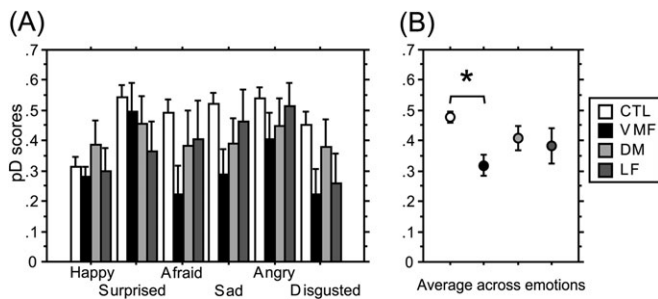 (A)
(B)
.7
.6
.5
.4
.3
.2
.1
0
pD scores
Happy
Surprised
Afraid
Sad
Angry
Disgusted
.7
.6
.5
.4
.3
.2
.1
0
*
Average across emotions
CTL
VMF
DM
LF